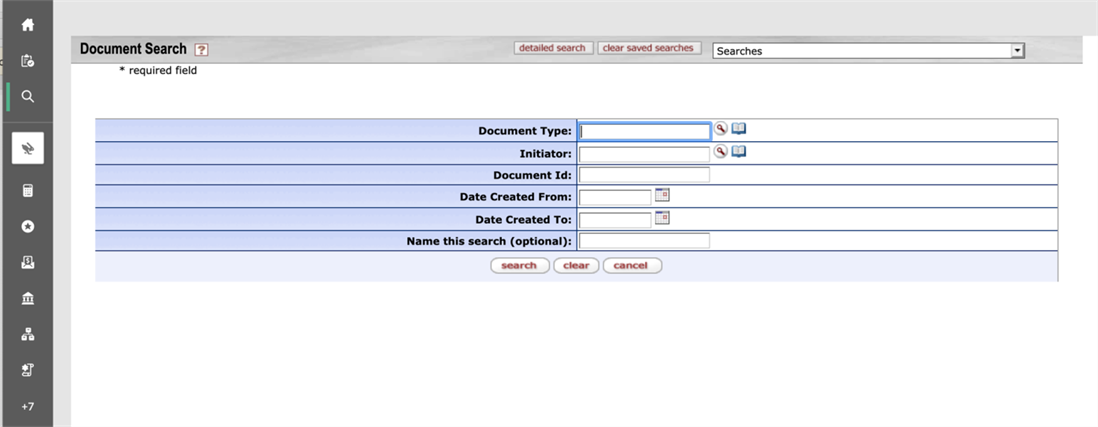 Document Search ?
detailed search
clear saved searches
Searches
* required field
Document Type:
Initiator:
Document Id:
Date Created From:
Date Created To:
Name this search (optional):
search
clear
cancel
+7